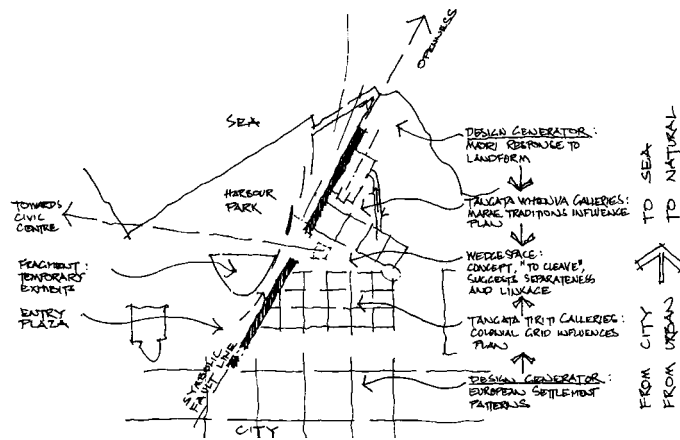 OPENNESS
SEA
HARBOUR
PARK
TOWARDS
CIVIC
CENTRE
FRAGMENT:
TEMPORARY
EXHIBITS
ENTRY
PLAZA
SYMBOLIC
FAULT LINE
CITY
DESIGN GENERATOR:
MAORI RESPONSE TO
LANDFORM
TANGATA WHENUA GALLERIES:
MARAE TRADITIONS INFLUENCE
PLAN
WEDGESPACE:
CONCEPT, "TO CLEAVE",
SUGGESTS SEPARATENESS
AND LINKAGE
TANGATA TIRITI GALLERIES:
COLONIAL GRID INFLUENCES
PLAN
DESIGN GENERATOR:
EUROPEAN SETTLEMENT
PATTERNS
FROM CITY TO SEA
FROM URBAN TO NATURAL